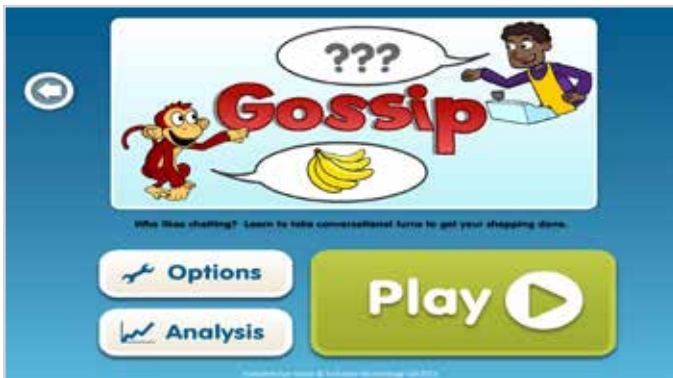 ???
Gossip
Who likes chatting? Learn to take conversational turns to get your shopping done.
Options
Play
Analysis